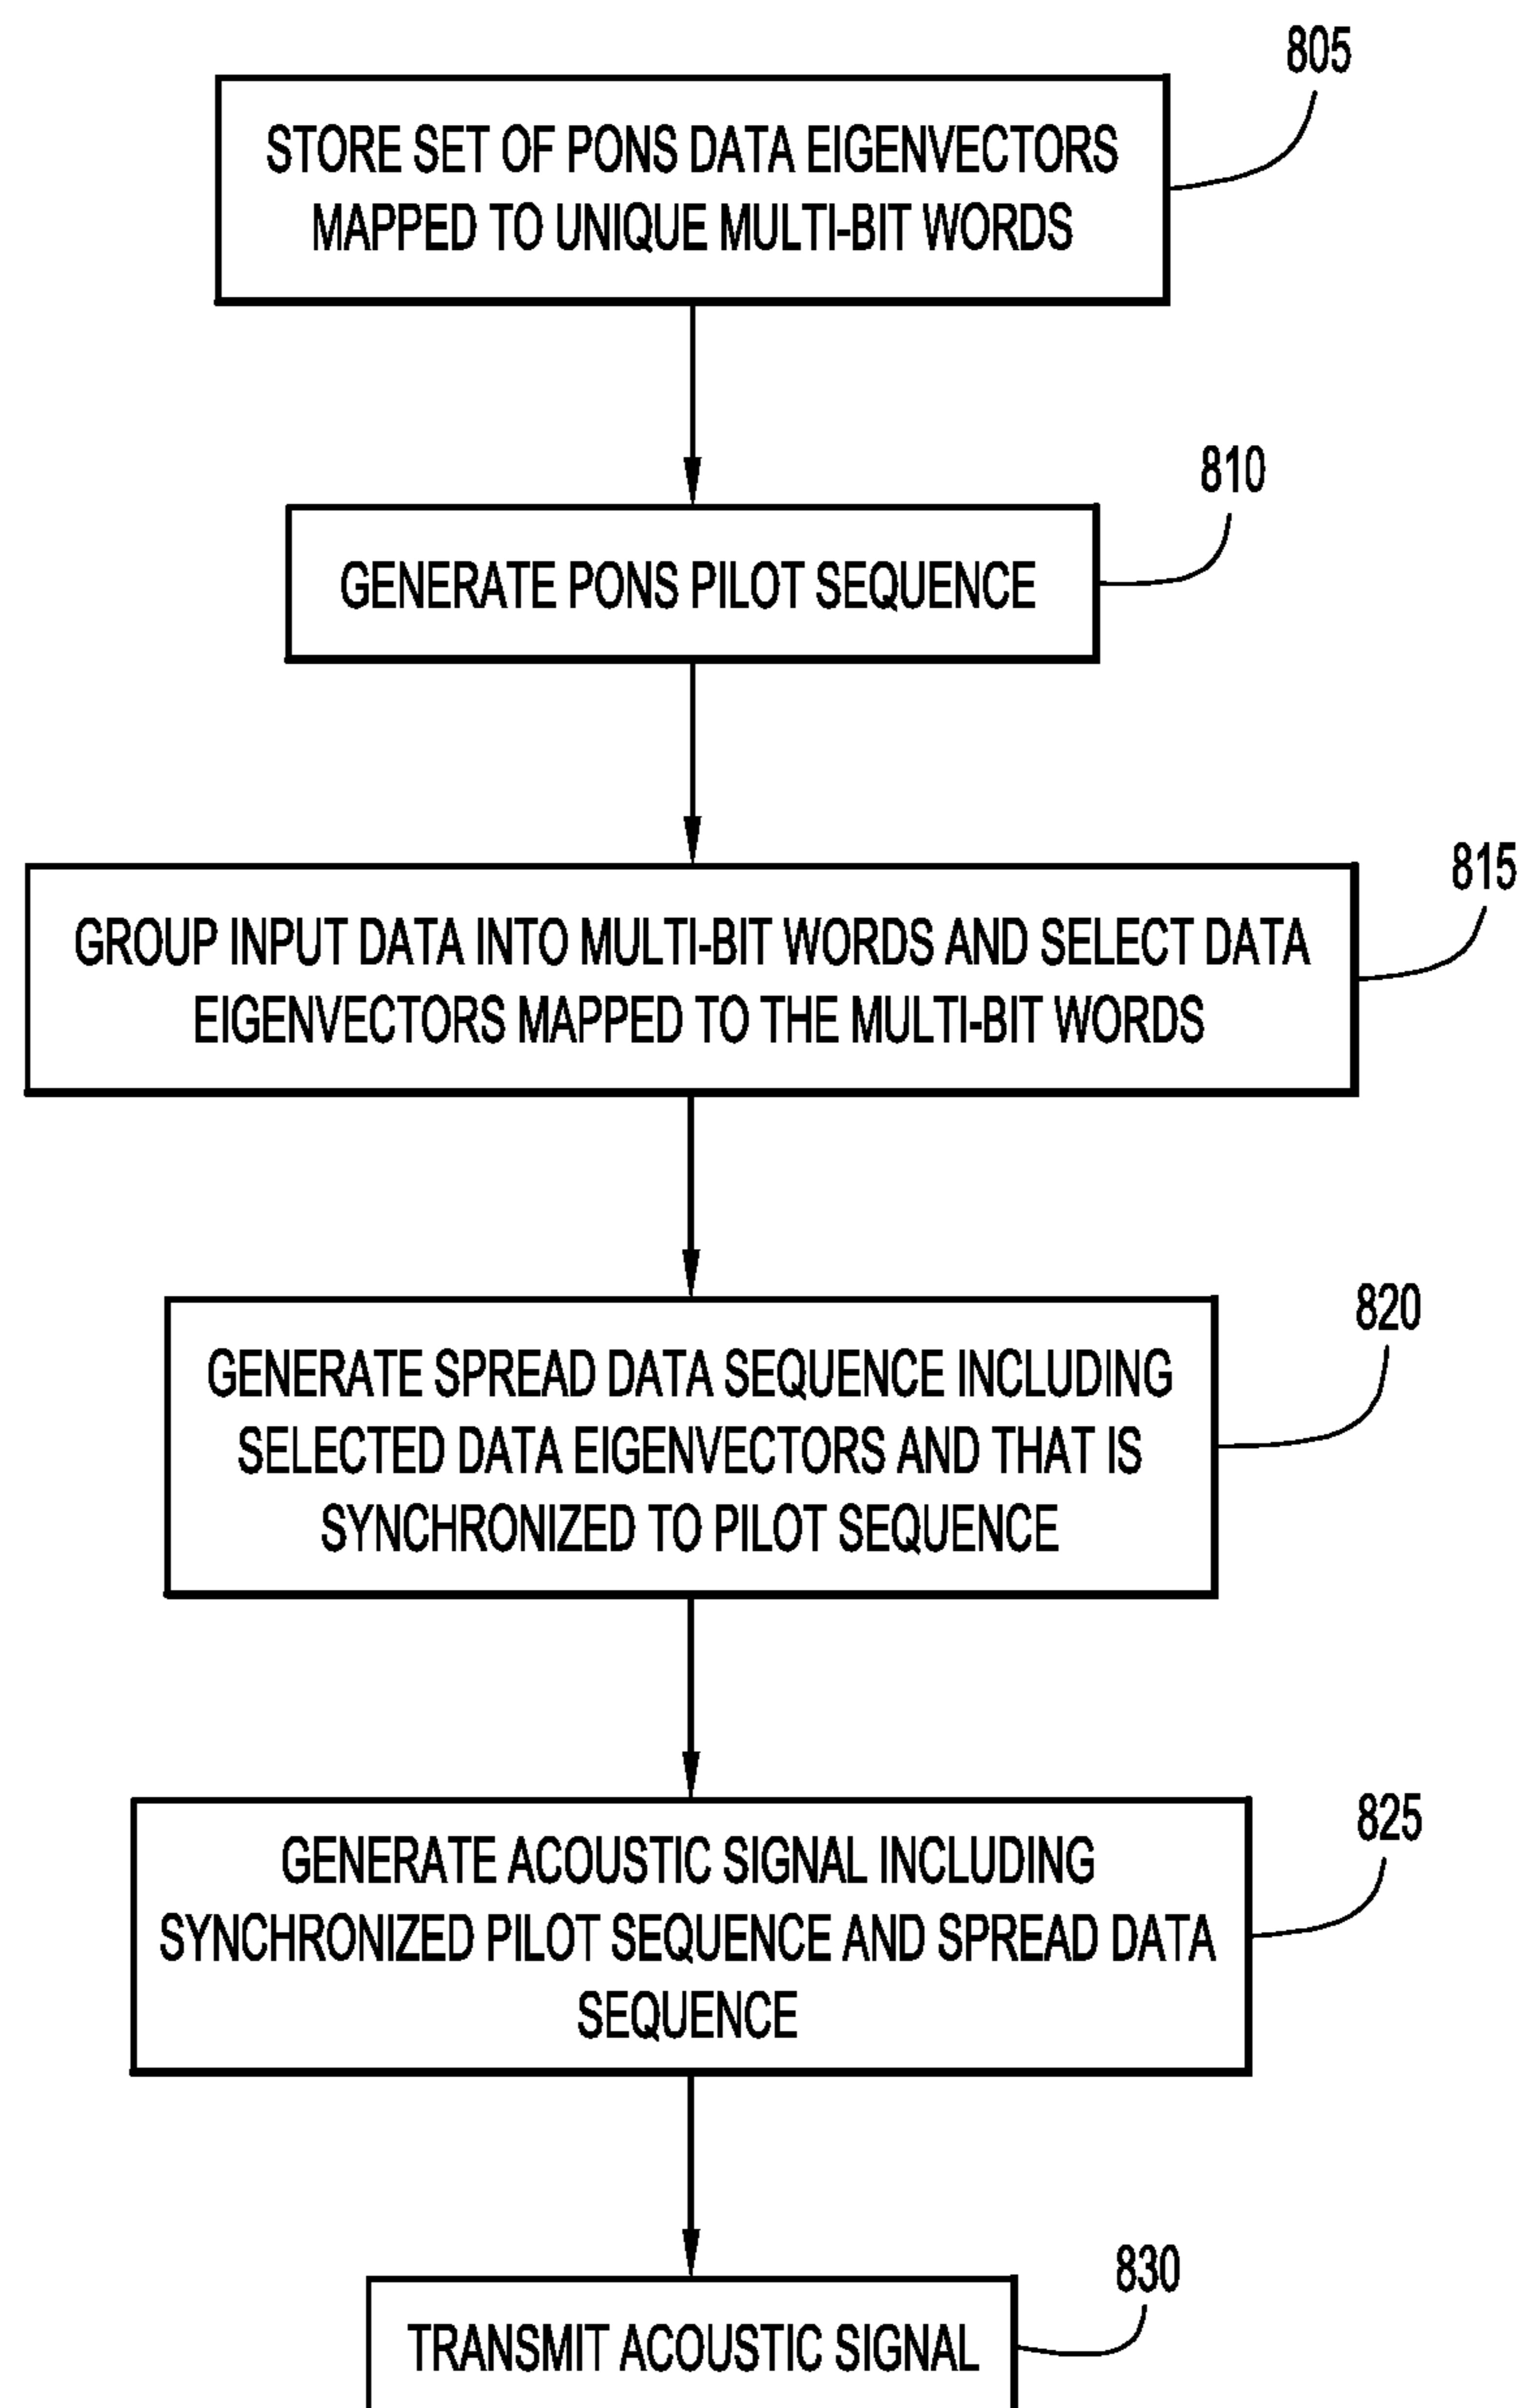 805
STORE SET OF PONS DATA EIGENVECTORS
MAPPED TO UNIQUE MULTI-BIT WORDS
810
GENERATE PONS PILOT SEQUENCE
815
GROUP INPUT DATA INTO MULTI-BIT WORDS AND SELECT DATA
EIGENVECTORS MAPPED TO THE MULTI-BIT WORDS
820
GENERATE SPREAD DATA SEQUENCE INCLUDING
SELECTED DATA EIGENVECTORS AND THAT IS
SYNCHRONIZED TO PILOT SEQUENCE
825
GENERATE ACOUSTIC SIGNAL INCLUDING
SYNCHRONIZED PILOT SEQUENCE AND SPREAD DATA
SEQUENCE
830
TRANSMIT ACOUSTIC SIGNAL